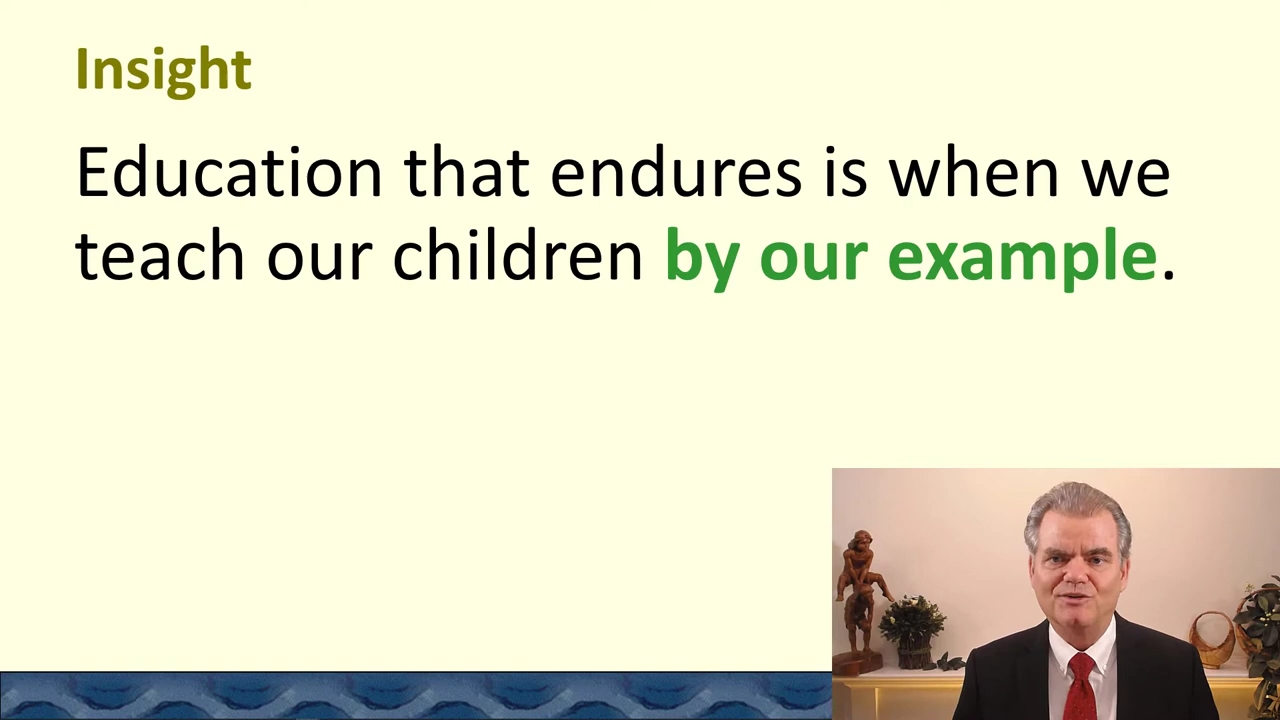 Insight
Education that endures is when we
teach our children by our example.